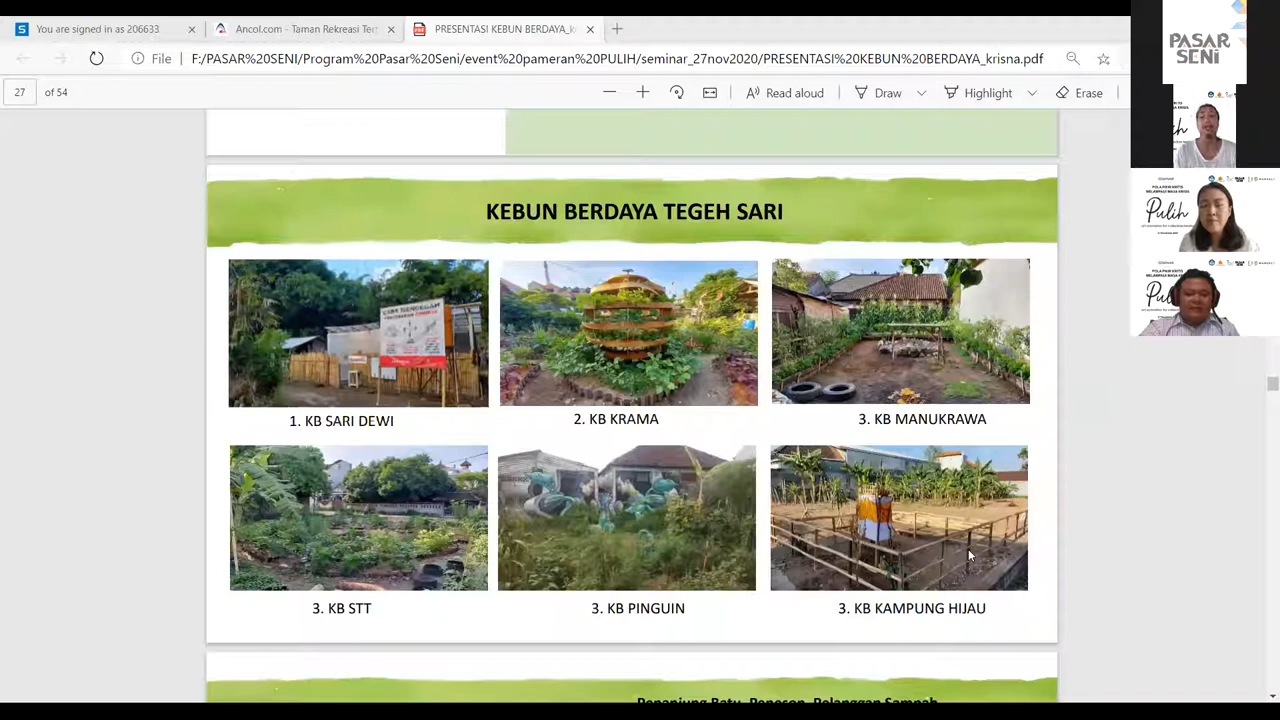 You are signed in as 206633
Ancol.com - Taman Rekreasi Ter
PRESENTASI KEBUN BERDAYA_k
File
F:/PASAR%20SENI/Program%20Pasar%20Seni/event%20pameran%20PULIH/seminar_27nov20SD/PRESENTASI%20KEBUN%20BERDAYA_krisna.pdf
27 of 54
Read aloud
Draw
Highlight
Erase
PASAR SENI
KEBUN BERDAYA TEGEH SARI
1. KB SARI DEWI
2. KB KRAMA
3. KB MANUKRAWA
3. KB STT
3. KB PINGUIN
3. KB KAMPUNG HIJAU
Pulih